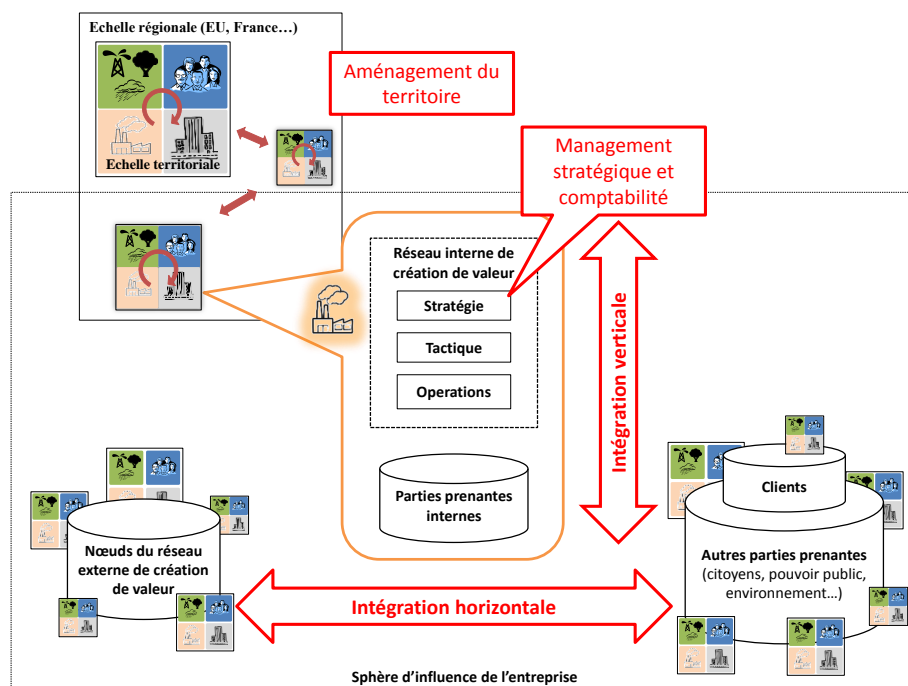 Echelle régionale (EU, France…)
Aménagement du
territoire
Echelle territoriale
Management
stratégique et
comptabilité
Réseau interne de
création de valeur
Stratégie
Tactique
Operations
Intégration verticale
Parties prenantes
internes
Clients
Nœuds du réseau
externe de création
de valeur
Autres parties prenantes
(citoyens, pouvoir public,
environnement…)
Intégration horizontale
Sphère d’influence de l’entreprise